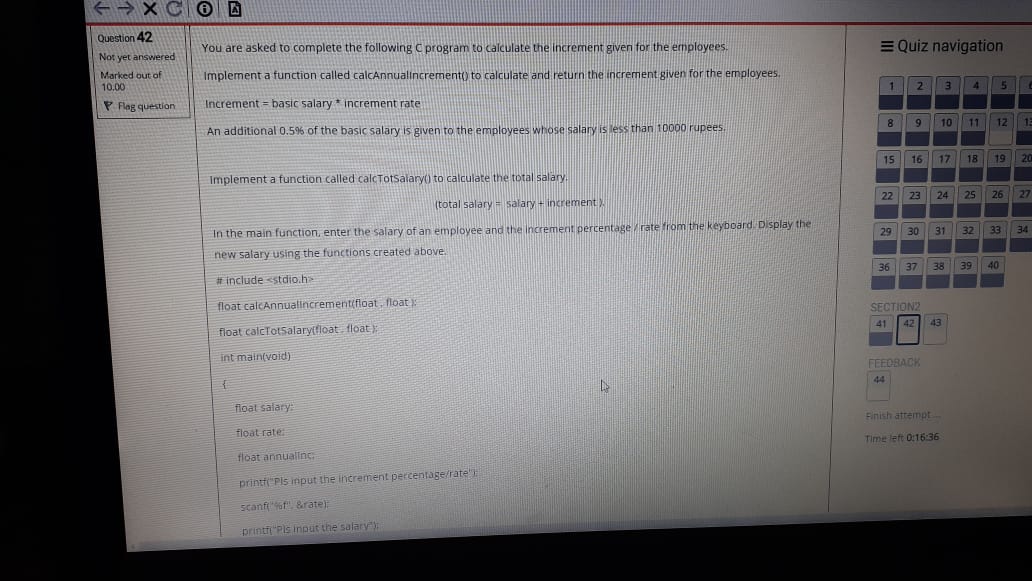 Question 42
Not yet answered
Marked out of
10.00
Flag question
You are asked to complete the following C program to calculate the increment given for the employees.
Implement a function called calcAnnualIncrement() to calculate and return the increment given for the employees.
Increment = basic salary * increment rate
An additional 0.5% of the basic salary is given to the employees whose salary is less than 10000 rupees.
Implement a function called calcTotSalary() to calculate the total salary.
(total salary = salary + increment ).
In the main function, enter the salary of an employee and the increment percentage / rate from the keyboard. Display the
new salary using the functions created above.
# include <stdio.h>
float calcAnnualIncrement(float , float );
float calcTotSalary(float , float );
int main(void)
{
float salary;
float rate;
float annualInc;
printf("Pls input the increment percentage/rate");
scanf("%f", &rate);
printf("Pls input the salary");
Quiz navigation
1 2 3 4 5
8 9 10 11 12 13
15 16 17 18 19 20
22 23 24 25 26 27
29 30 31 32 33 34
36 37 38 39 40
SECTION2
41 42 43
FEEDBACK
44
Finish attempt ...
Time left 0:16:36